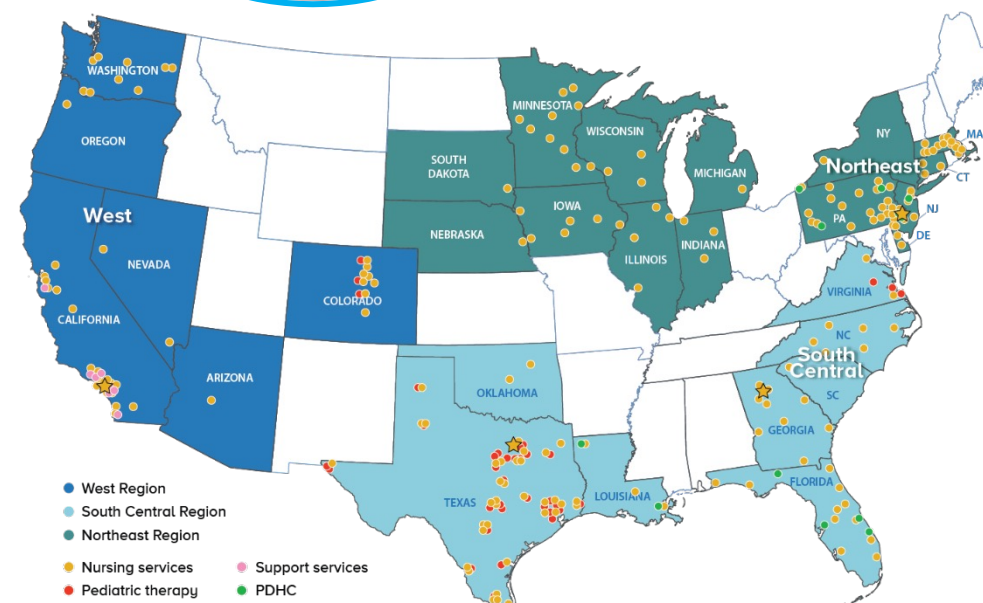 WASHINGTON
OREGON
West
NEVADA
CALIFORNIA
ARIZONA
COLORADO
MINNESOTA
WISCONSIN
SOUTH
DAKOTA
MICHIGAN
IOWA
NEBRASKA
ILLINOIS
INDIANA
NY
MA
Northeast
CT
PA
NJ
DE
VIRGINIA
NC
South
Central
SC
OKLAHOMA
GEORGIA
TEXAS
LOUISIANA
FLORIDA
West Region
South Central Region
Northeast Region
Nursing services
Support services
Pediatric therapy
PDHC